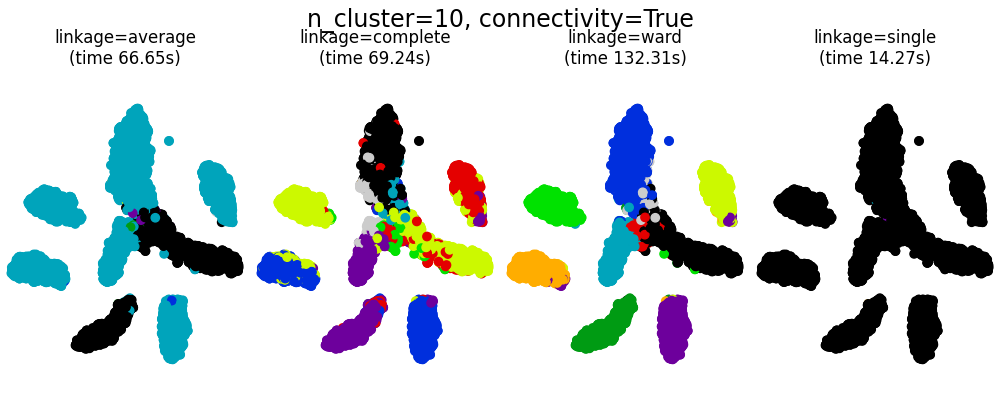 n_cluster=10, connectivity=True
linkage=average
(time 66.65s)
linkage=complete
(time 69.24s)
linkage=ward
(time 132.31s)
linkage=single
(time 14.27s)